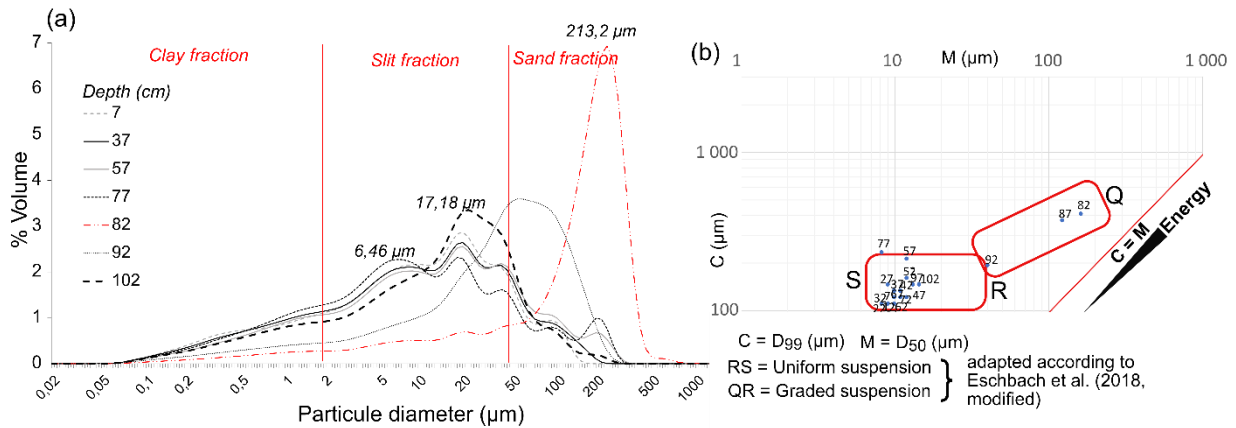 (a)
Clay fraction
Slit fraction
Sand fraction
213,2 µm
17,18 µm
6,46 µm
Depth (cm)
7
37
57
77
82
92
102
% Volume
7
6
5
4
3
2
1
0
0,02
0,05
0,1
0,2
0,5
1
2
5
10
20
50
100
200
500
1000
Particule diameter (µm)
(b)
M (µm)
1
10
100
1 000
1 000
100
C (µm)
Q
S
R
C = M
Energy
77
57
92
87
82
52
27
37
97
102
47
32
72
C = D99 (µm) M = D50 (µm)
RS = Uniform suspension
QR = Graded suspension
adapted according to
Eschbach et al. (2018,
modified)